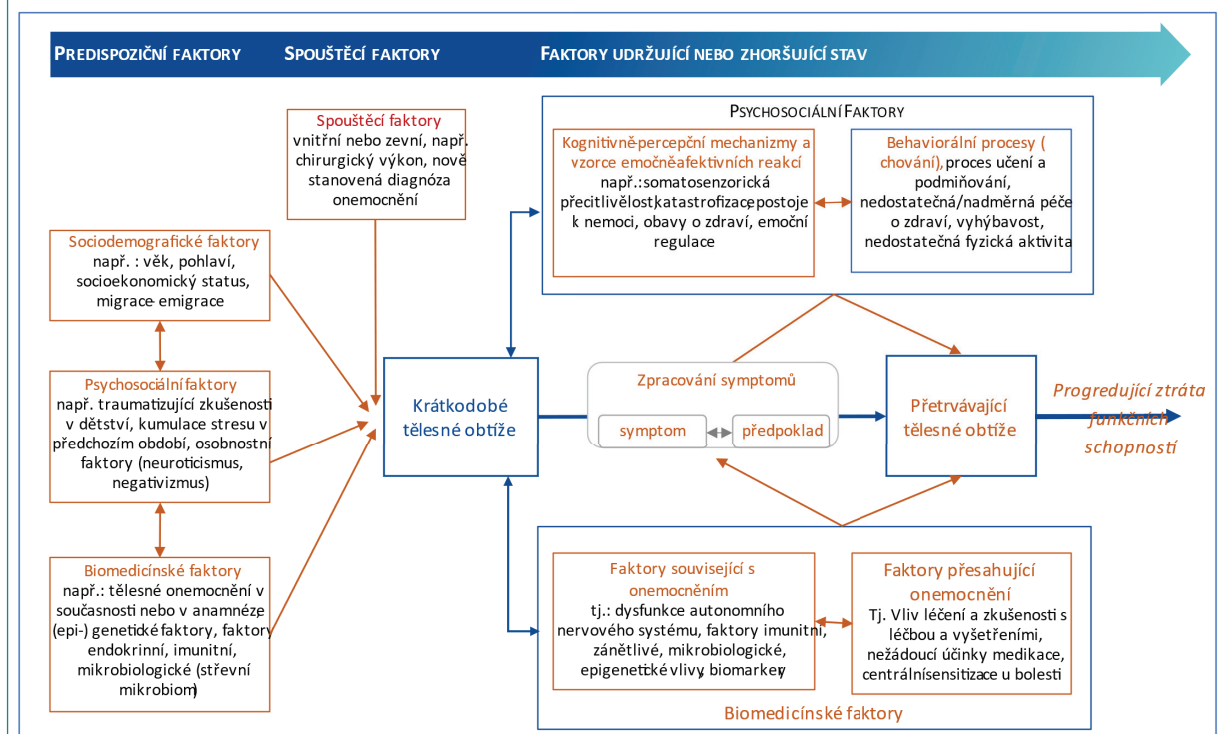 PREDISPOZIČNÍ FAKTORY
SPOUŠTĚCÍ FAKTORY
FAKTORY UDRŽUJÍCÍ NEBO ZHORŠUJÍCÍ STAV
Spouštěcí faktory
vnitřní nebo zevní, např.
chirurgický výkon, nově
stanovená diagnóza
onemocnění
Sociodemografické faktory
např. : věk, pohlaví,
socioekonomický status,
migrace- emigrace
Psychosociální faktory
např. traumatizující zkušenosti
v dětství, kumulace stresu v
předchozím období, osobnostní
faktory (neuroticismus,
negativizmus)
Biomedicínské faktory
např.: tělesné onemocnění v
současnosti nebo v anamnéze,
(epi-) genetické faktory, faktory
endokrinní, imunitní,
mikrobiologické (střevní
mikrobiom)
Krátkodobé
tělesné obtíže
PSYCHOSOCIÁLNÍ FAKTORY
Kognitivně-percepční mechanizmy a
vzorce emočně-afektivních reakcí
např.:somatosenzorická
přecitlivělost, katastrofizace, postoje
k nemoci, obavy o zdraví, emoční
regulace
Behaviorální procesy (
chování), proces učení a
podmiňování,
nedostatečná/nadměrná péče
o zdraví, vyhýbavost,
nedostatečná fyzická aktivita
Zpracování symptomů
symptom
předpoklad
Přetrvávající
tělesné obtíže
Progredující ztráta
funkčních
schopností
Faktory související s
onemocněním
tj.: dysfunkce autonomního
nervového systému, faktory imunitní,
zánětlivé, mikrobiologické,
epigenetické vlivy, biomarkery
Faktory přesahující
onemocnění
Tj. Vliv léčení a zkušenosti s
léčbou a vyšetřeními,
nežádoucí účinky medikace,
centrální sensitizace u bolesti
Biomedicínské faktory